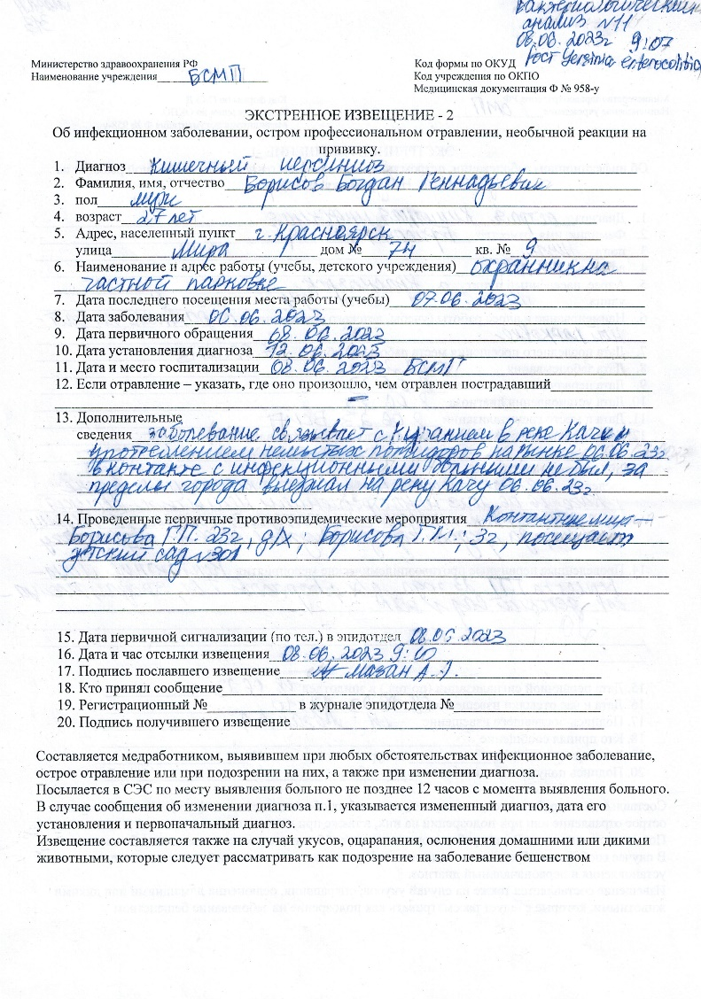 бактериологический
анализ N11
08.06.2023г 9:07
Рост Yersinia enterocolitica
Министерство здравоохранения РФ
Наименование учреждения БСМП
Код формы по ОКУД
Код учреждения по ОКПО
Медицинская документация Ф № 958-у
ЭКСТРЕННОЕ ИЗВЕЩЕНИЕ - 2
Об инфекционном заболевании, остром профессиональном отравлении, необычной реакции на
прививку.
1. Диагноз Кишечный иерсиниоз
2. Фамилия, имя, отчество Борисов Богдан Геннадьевич
3. пол муж
4. возраст 27 лет
5. Адрес, населенный пункт г. Красноярск
улица Мира дом № 74 кв. № 9
6. Наименование и адрес работы (учебы, детского учреждения) охранник на
частной парковке
7. Дата последнего посещения места работы (учебы) 07.06.2023
8. Дата заболевания 06.06.2023
9. Дата первичного обращения 08.06.2023
10. Дата установления диагноза 12.06.2023
11. Дата и место госпитализации 08.06.2023 БСМП
12. Если отравление – указать, где оно произошло, чем отравлен пострадавший
–
13. Дополнительные
сведения заболевание связывает с купанием в реке Кача и
употреблением немытых помидоров на рынке 06.06.23г
в контакте с инфекционными больными не был, за
пределы города выезжал на реку Качу 06.06.23г.
14. Проведенные первичные противоэпидемические мероприятия Контактные лица –
Борисова Г.П. 23г, д/х; Борисова Г.; 3г, посещает
детский сад №301
15. Дата первичной сигнализации (по тел.) в эпидотдел 08.06.2023
16. Дата и час отсылки извещения 08.06.2023 9:10
17. Подпись пославшего извещение Мазан А.
18. Кто принял сообщение
19. Регистрационный № в журнале эпидотдела №
20. Подпись получившего извещение
Составляется медработником, выявившем при любых обстоятельствах инфекционное заболевание,
острое отравление или при подозрении на них, а также при изменении диагноза.
Посылается в СЭС по месту выявления больного не позднее 12 часов с момента выявления больного.
В случае сообщения об изменении диагноза п.1, указывается измененный диагноз, дата его
установления и первоначальный диагноз.
Извещение составляется также на случай укусов, оцарапания, ослюнения домашними или дикими
животными, которые следует рассматривать как подозрение на заболевание бешенством